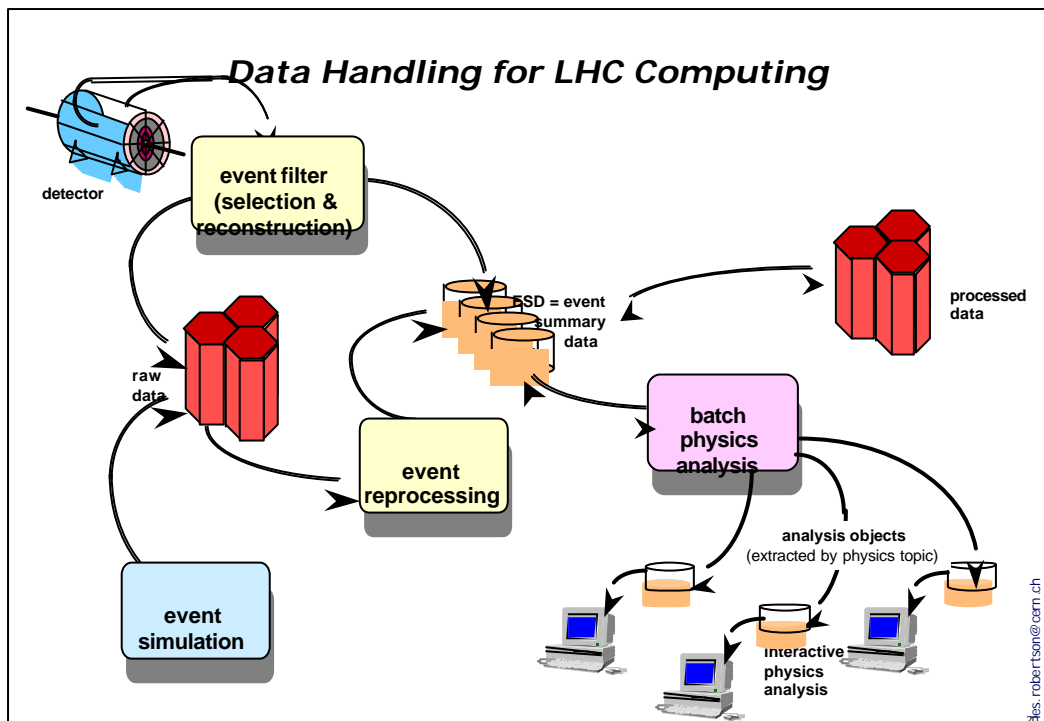 Data Handling for LHC Computing
detector
event filter
(selection &
reconstruction)
ESD = event
summary
data
processed
data
raw
data
batch
physics
analysis
event
reprocessing
analysis objects
(extracted by physics topic)
event
simulation
interactive
physics
analysis
des.robertson@cern.ch